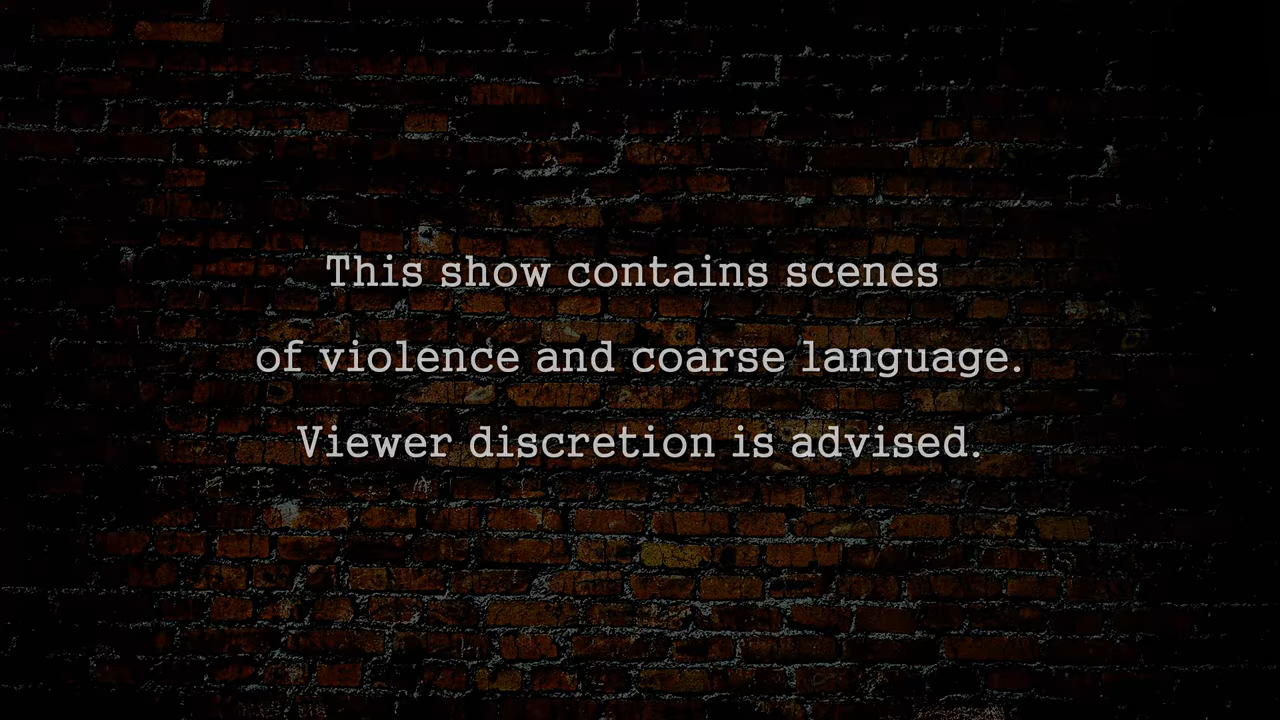 This show contains scenes
of violence and coarse language.
Viewer discretion is advised.